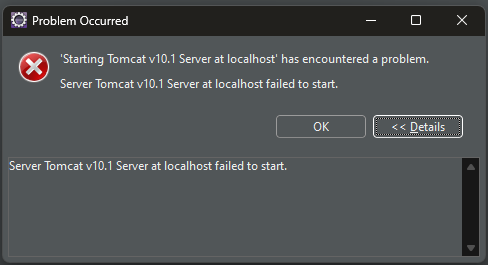 Problem Occurred
'Starting Tomcat v10.1 Server at localhost' has encountered a problem.
Server Tomcat v10.1 Server at localhost failed to start.
OK
<< Details
Server Tomcat v10.1 Server at localhost failed to start.